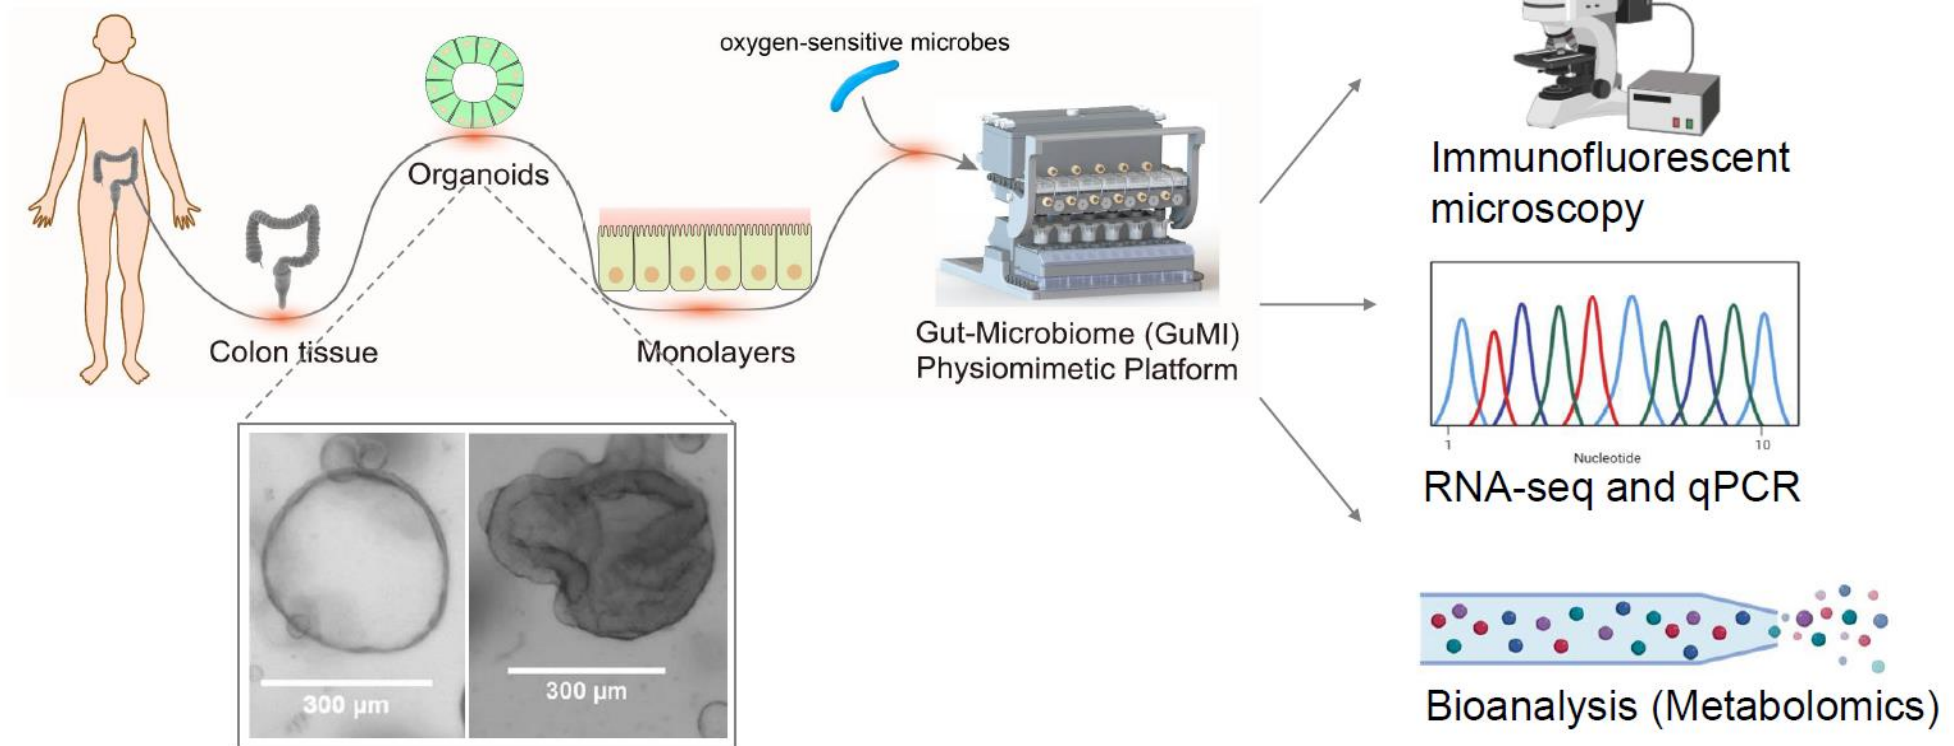 oxygen-sensitive microbes
Organoids
Colon tissue
Monolayers
Gut-Microbiome (GuMI)
Physiomimetic Platform
300 µm
300 µm
Immunofluorescent
microscopy
1
10
Nucleotide
RNA-seq and qPCR
Bioanalysis (Metabolomics)